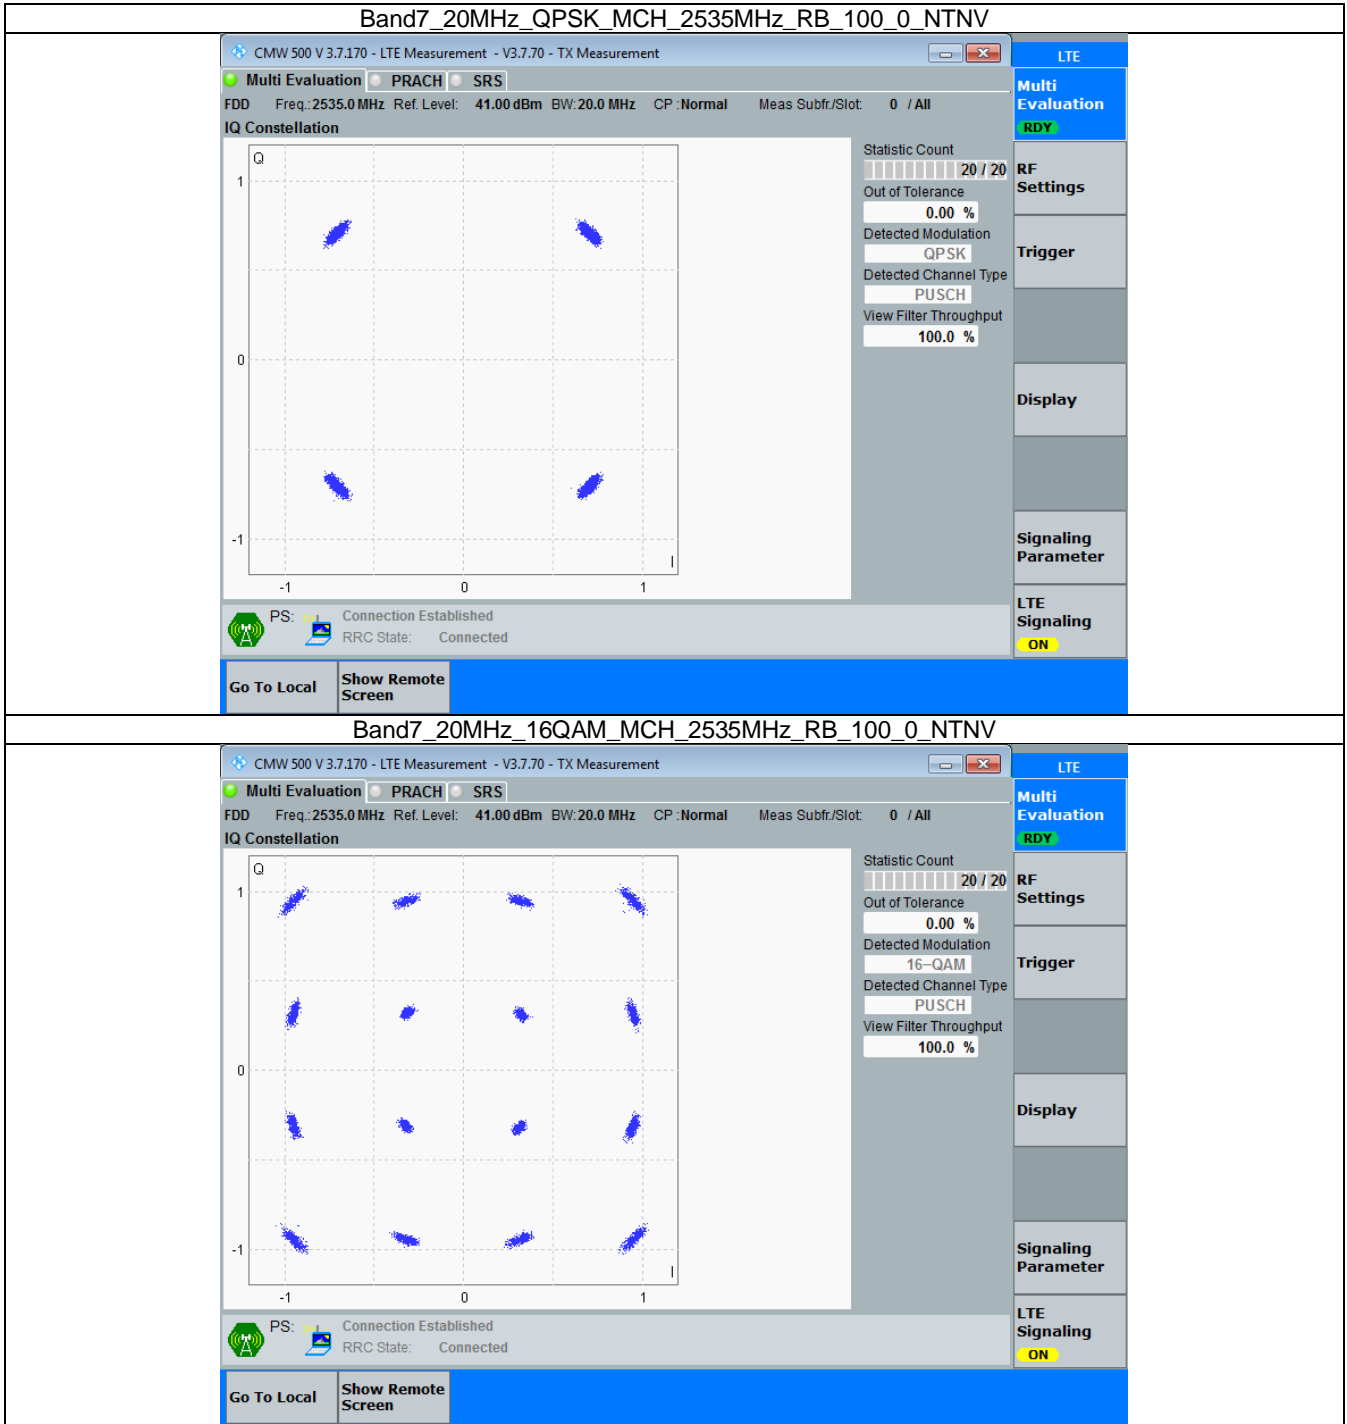 Band7_20MHz_QPSK_MCH_2535MHz_RB_100_0_NTNV
CMW 500 V 3.7.170 - LTE Measurement - V3.7.70 - TX Measurement
LTE
Multi Evaluation PRACH SRS
FDD Freq.: 2535.0 MHz Ref. Level: 41.00 dBm BW: 20.0 MHz CP : Normal Meas Subfr./Slot: 0 / All
IQ Constellation
Q
1
0
-1
-1 0 1
I
Statistic Count
20 / 20
Out of Tolerance
0.00 %
Detected Modulation
QPSK
Detected Channel Type
PUSCH
View Filter Throughput
100.0 %
Multi
Evaluation
RDY
RF
Settings
Trigger
Display
Signaling
Parameter
LTE
Signaling
ON
PS: Connection Established
RRC State: Connected
Go To Local
Show Remote
Screen
Band7_20MHz_16QAM_MCH_2535MHz_RB_100_0_NTNV
CMW 500 V 3.7.170 - LTE Measurement - V3.7.70 - TX Measurement
LTE
Multi Evaluation PRACH SRS
FDD Freq.: 2535.0 MHz Ref. Level: 41.00 dBm BW: 20.0 MHz CP : Normal Meas Subfr./Slot: 0 / All
IQ Constellation
Q
1
0
-1
-1 0 1
I
Statistic Count
20 / 20
Out of Tolerance
0.00 %
Detected Modulation
16-QAM
Detected Channel Type
PUSCH
View Filter Throughput
100.0 %
Multi
Evaluation
RDY
RF
Settings
Trigger
Display
Signaling
Parameter
LTE
Signaling
ON
PS: Connection Established
RRC State: Connected
Go To Local
Show Remote
Screen